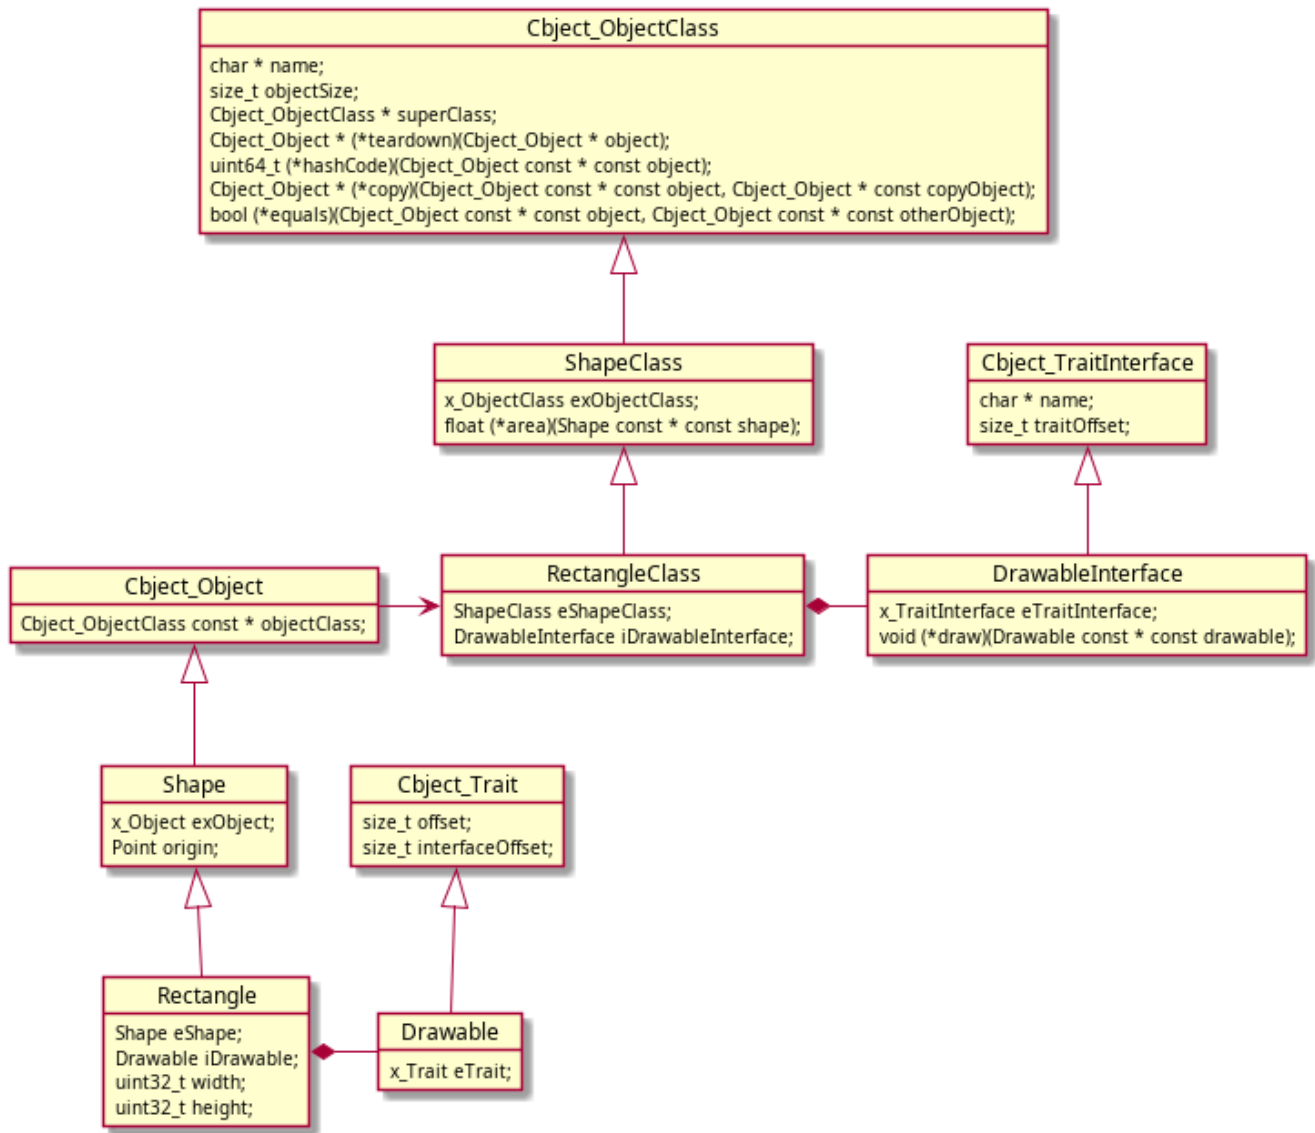 Cbject_ObjectClass
char * name;
size_t objectSize;
Cbject_ObjectClass * superClass;
Cbject_Object * (*teardown)(Cbject_Object * object);
uint64_t (*hashCode)(Cbject_Object const * const object);
Cbject_Object * (*copy)(Cbject_Object const * const object, Cbject_Object * const copyObject);
bool (*equals)(Cbject_Object const * const object, Cbject_Object const * const otherObject);
ShapeClass
x_ObjectClass exObjectClass;
float (*area)(Shape const * const shape);
Cbject_TraitInterface
char * name;
size_t traitOffset;
Cbject_Object
Cbject_ObjectClass const * objectClass;
RectangleClass
ShapeClass eShapeClass;
DrawableInterface iDrawableInterface;
DrawableInterface
x_TraitInterface eTraitInterface;
void (*draw)(Drawable const * const drawable);
Shape
x_Object exObject;
Point origin;
Cbject_Trait
size_t offset;
size_t interfaceOffset;
Rectangle
Shape eShape;
Drawable iDrawable;
uint32_t width;
uint32_t height;
Drawable
x_Trait eTrait;